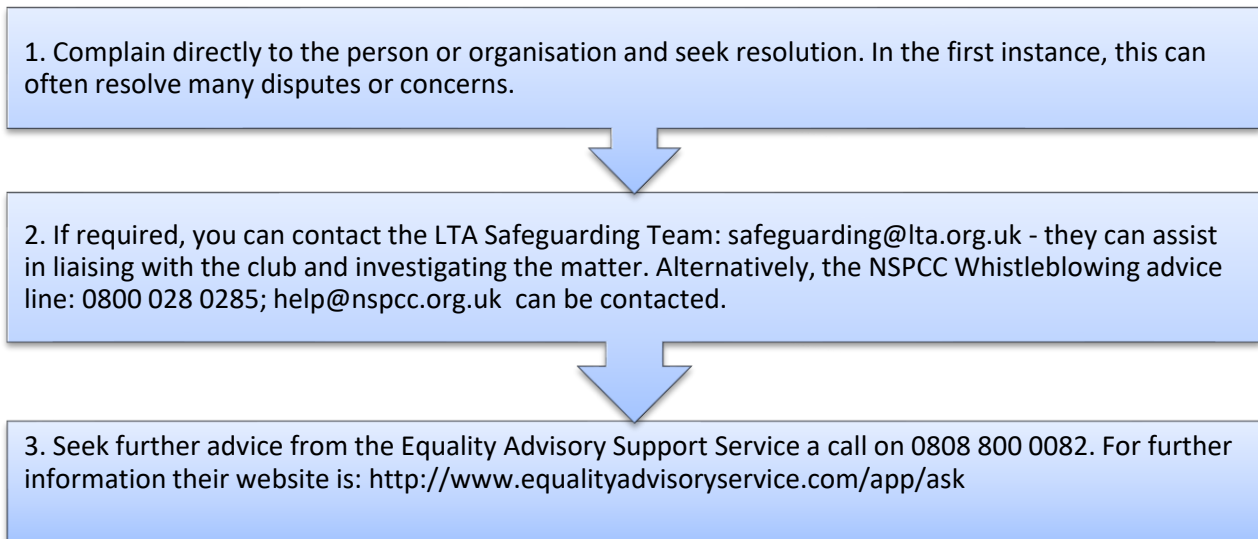 1. Complain directly to the person or organisation and seek resolution. In the first instance, this can
often resolve many disputes or concerns.
2. If required, you can contact the LTA Safeguarding Team: safeguarding@lta.org.uk - they can assist
in liaising with the club and investigating the matter. Alternatively, the NSPCC Whistleblowing advice
line: 0800 028 0285; help@nspcc.org.uk can be contacted.
3. Seek further advice from the Equality Advisory Support Service a call on 0808 800 0082. For further
information their website is: http://www.equalityadvisoryservice.com/app/ask